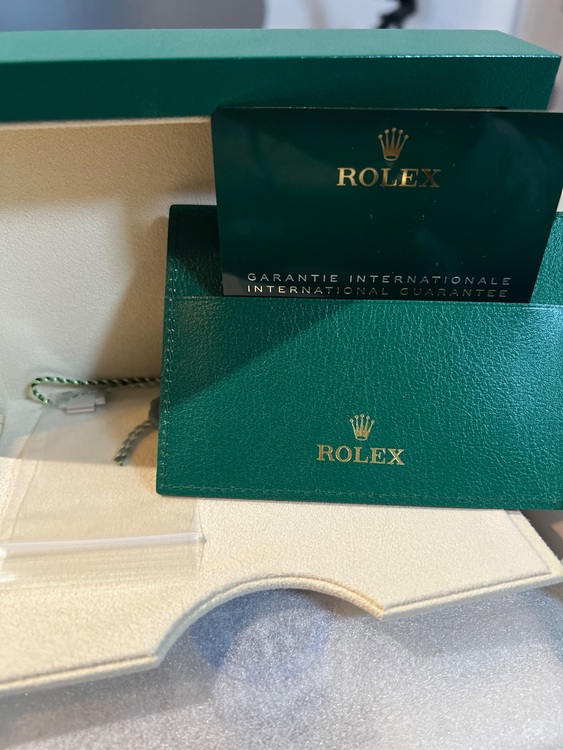 ROLEX
GARANTIE INTERNATIONALE
INTERNATIONAL GUARANTEE
ROLEX